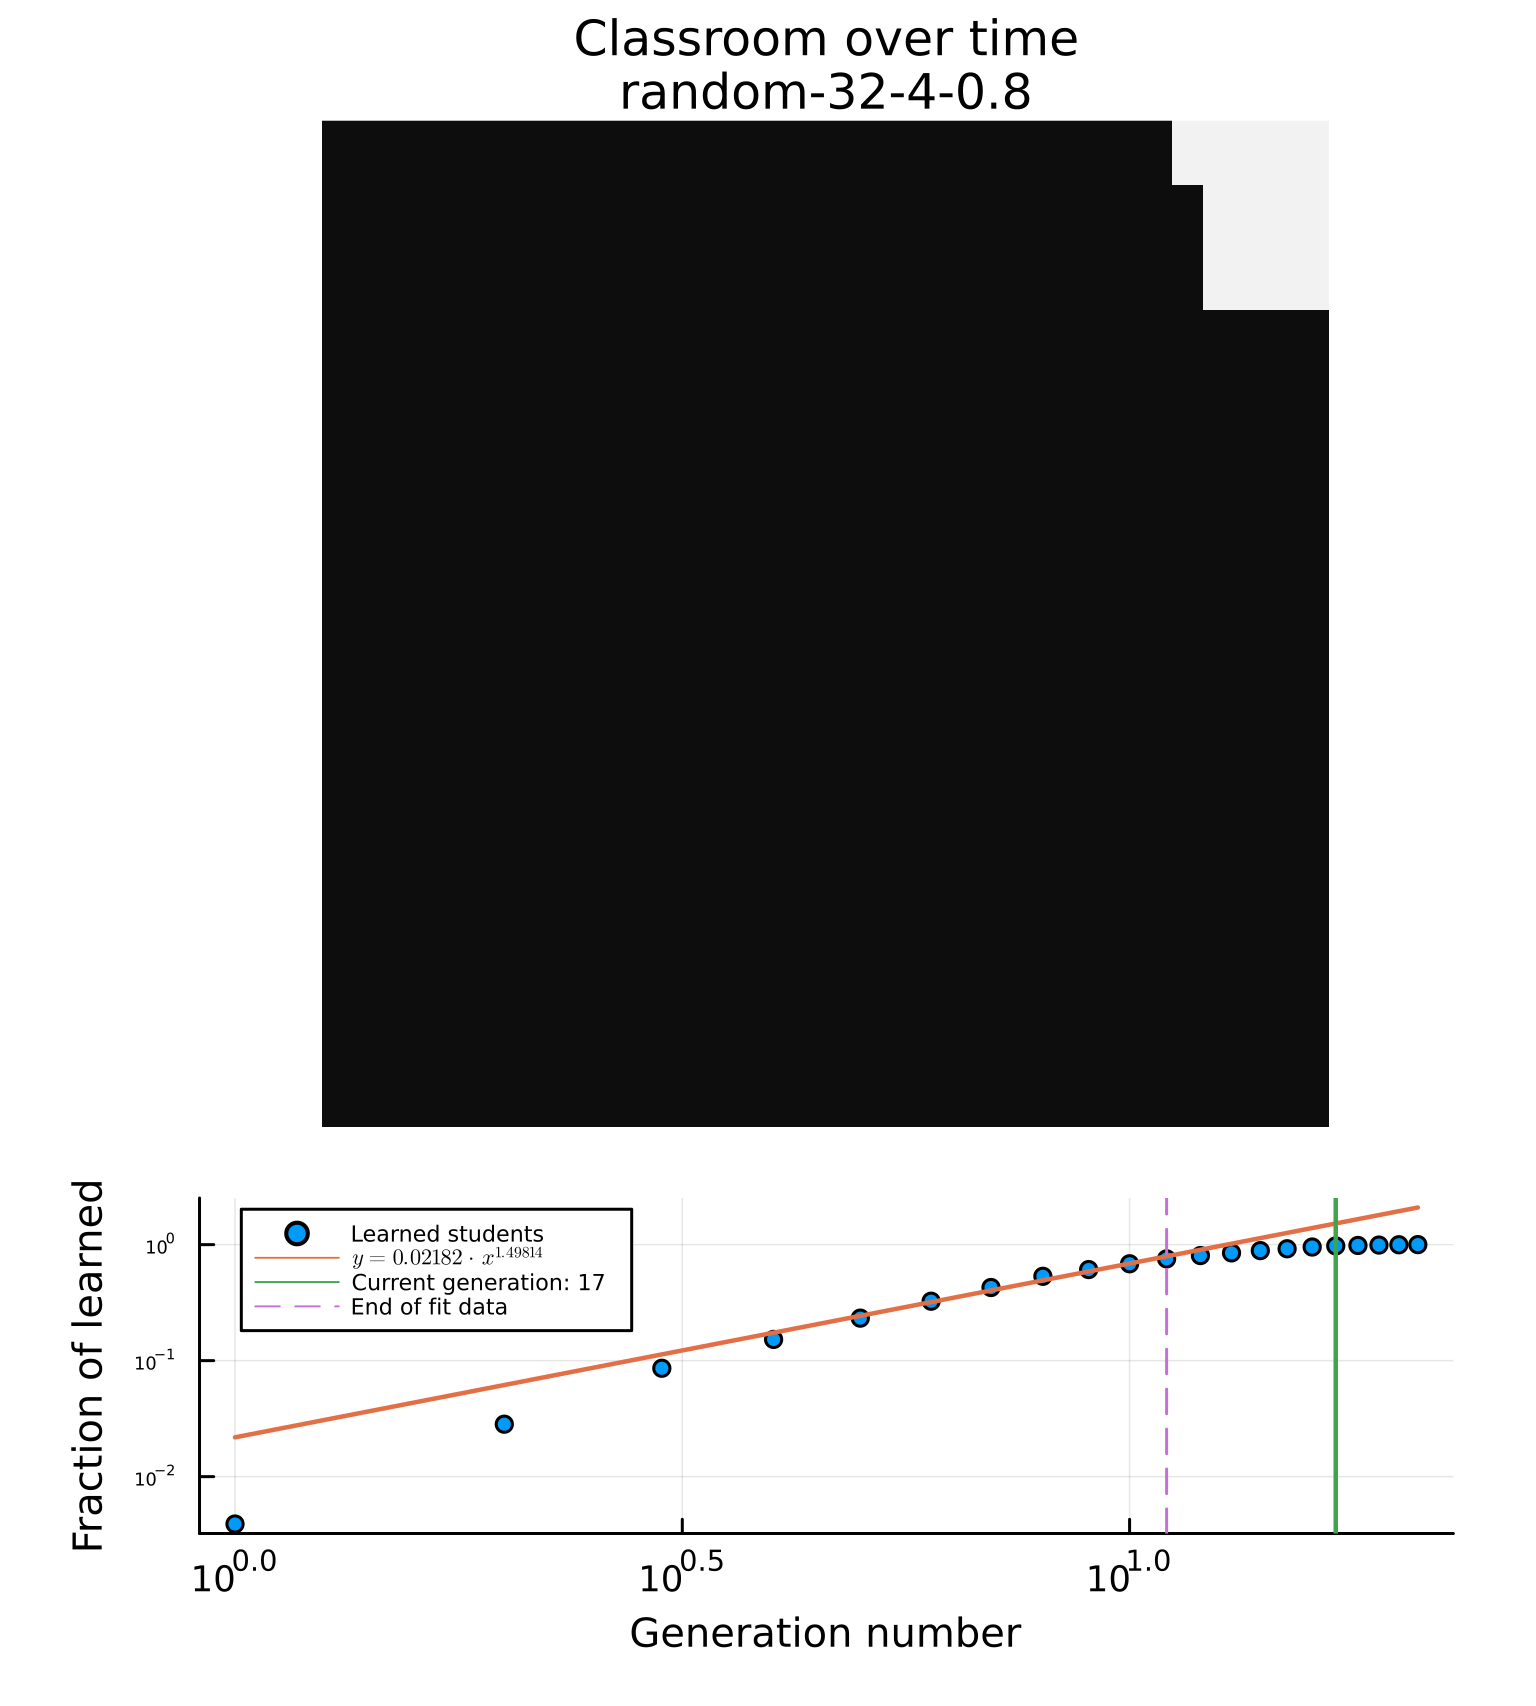 Classroom over time
random-32-4-0.8
Fraction of learned
10^0
10^-1
10^-2
Learned students
y = 0.02182 · x^1.49814
Current generation: 17
End of fit data
10^0.0 10^0.5 10^1.0
Generation number